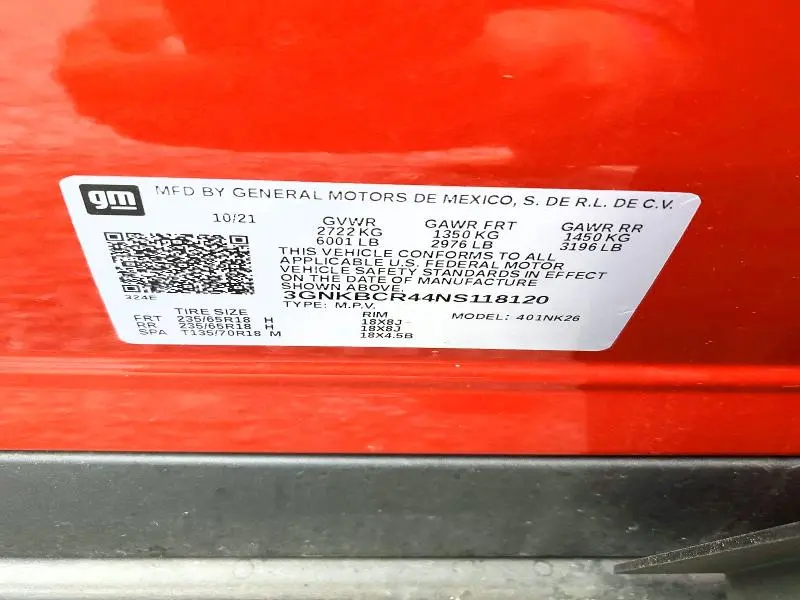 gm MFD BY GENERAL MOTORS DE MEXICO, S. DE R.L. DE C.V.
10/21 GVWR GAWR FRT GAWR RR
2722 KG 1350 KG 1450 KG
6001 LB 2976 LB 3196 LB
THIS VEHICLE CONFORMS TO ALL
APPLICABLE U.S. FEDERAL MOTOR
VEHICLE SAFETY STANDARDS IN EFFECT
ON THE DATE OF MANUFACTURE
SHOWN ABOVE.
324E 3GNKBCR44NS118120
TYPE: M.P.V. MODEL: 401NK26
TIRE SIZE RIM
FRT 235/65R18 H 18X8J
RR 235/65R18 H 18X8J
SPA T135/70R18 M 18X4.5B